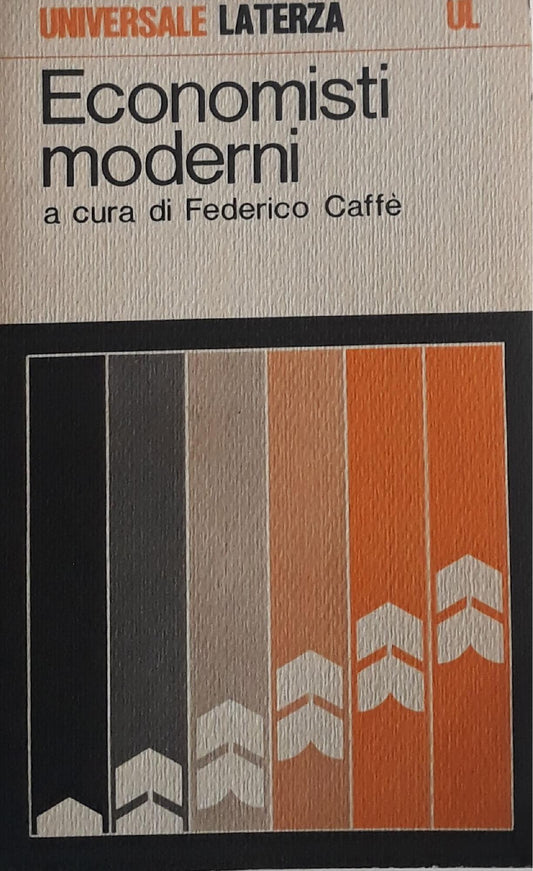 UNIVERSALE LATERZA UL
Economisti
moderni
a cura di Federico Caffè